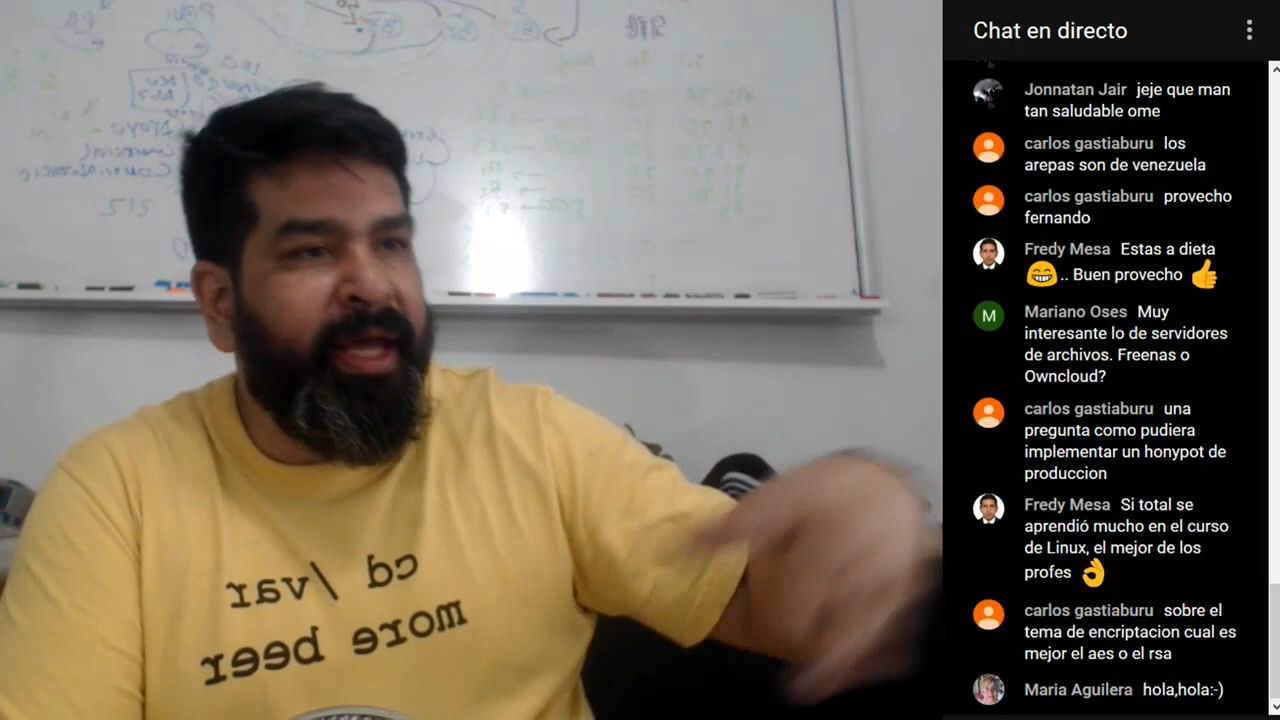 cd /var
more beer
515
Chat en directo
Jonnatan Jair jeje que man
tan saludable ome
carlos gastiaburu los
arepas son de venezuela
carlos gastiaburu provecho
fernando
Fredy Mesa Estas a dieta
😁.. Buen provecho 👍
M
Mariano Oses Muy
interesante lo de servidores
de archivos. Freenas o
Owncloud?
carlos gastiaburu una
pregunta como pudiera
implementar un honypot de
produccion
Fredy Mesa Si total se
aprendió mucho en el curso
de Linux, el mejor de los
profes 👌
carlos gastiaburu sobre el
tema de encriptacion cual es
mejor el aes o el rsa
Maria Aguilera hola,hola:-)